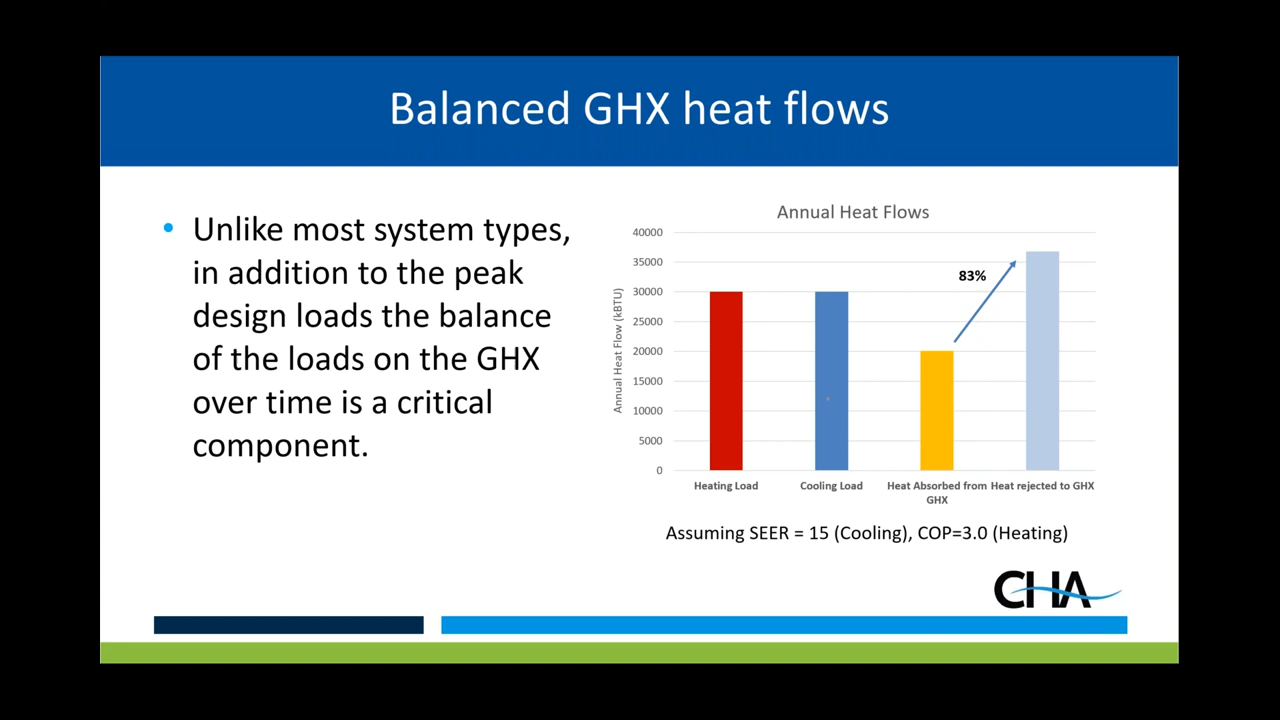 Balanced GHX heat flows
• Unlike most system types,
in addition to the peak
design loads the balance
of the loads on the GHX
over time is a critical
component.
Annual Heat Flows
Annual Heat Flow (kBTU)
40000
35000
30000
25000
20000
15000
10000
5000
0
83%
Heating Load
Cooling Load
Heat Absorbed from
GHX
Heat rejected to GHX
Assuming SEER = 15 (Cooling), COP=3.0 (Heating)
CHA